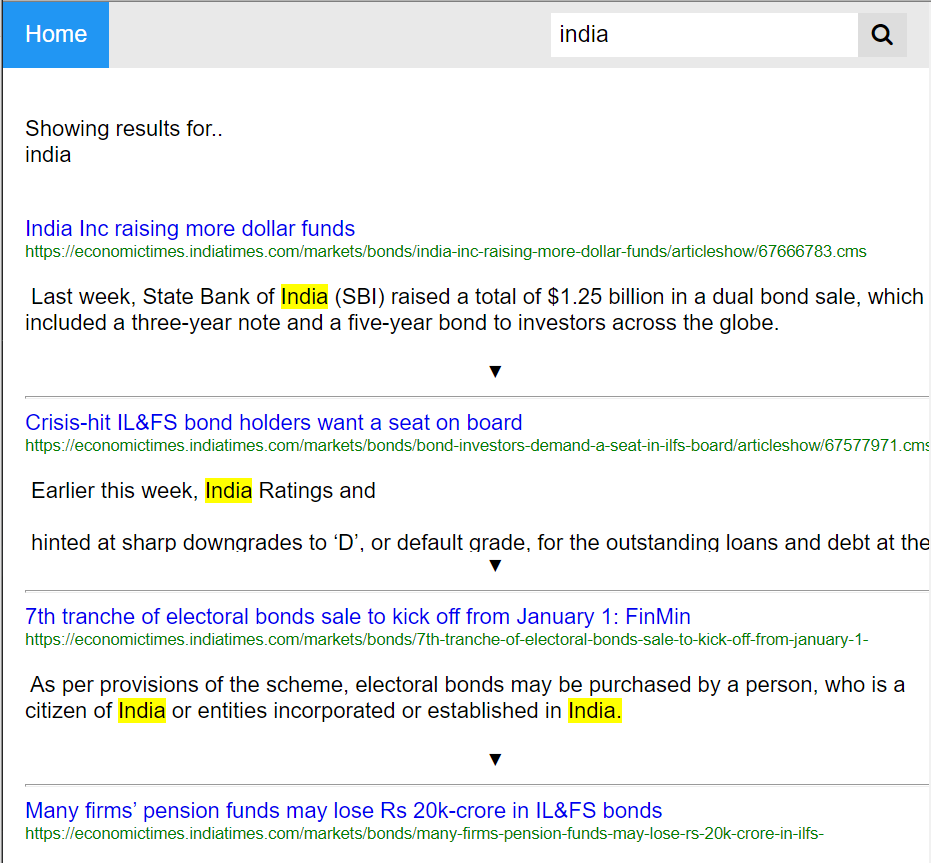 Home
india
Showing results for..
india
India Inc raising more dollar funds
https://economictimes.indiatimes.com/markets/bonds/india-inc-raising-more-dollar-funds/articleshow/67666783.cms
Last week, State Bank of India (SBI) raised a total of $1.25 billion in a dual bond sale, which
included a three-year note and a five-year bond to investors across the globe.
▼
Crisis-hit IL&FS bond holders want a seat on board
https://economictimes.indiatimes.com/markets/bonds/bond-investors-demand-a-seat-in-ilfs-board/articleshow/67577971.cms
Earlier this week, India Ratings and
hinted at sharp downgrades to ‘D’, or default grade, for the outstanding loans and debt at the
▼
7th tranche of electoral bonds sale to kick off from January 1: FinMin
https://economictimes.indiatimes.com/markets/bonds/7th-tranche-of-electoral-bonds-sale-to-kick-off-from-january-1-
As per provisions of the scheme, electoral bonds may be purchased by a person, who is a
citizen of India or entities incorporated or established in India.
▼
Many firms’ pension funds may lose Rs 20k-crore in IL&FS bonds
https://economictimes.indiatimes.com/markets/bonds/many-firms-pension-funds-may-lose-rs-20k-crore-in-ilfs-